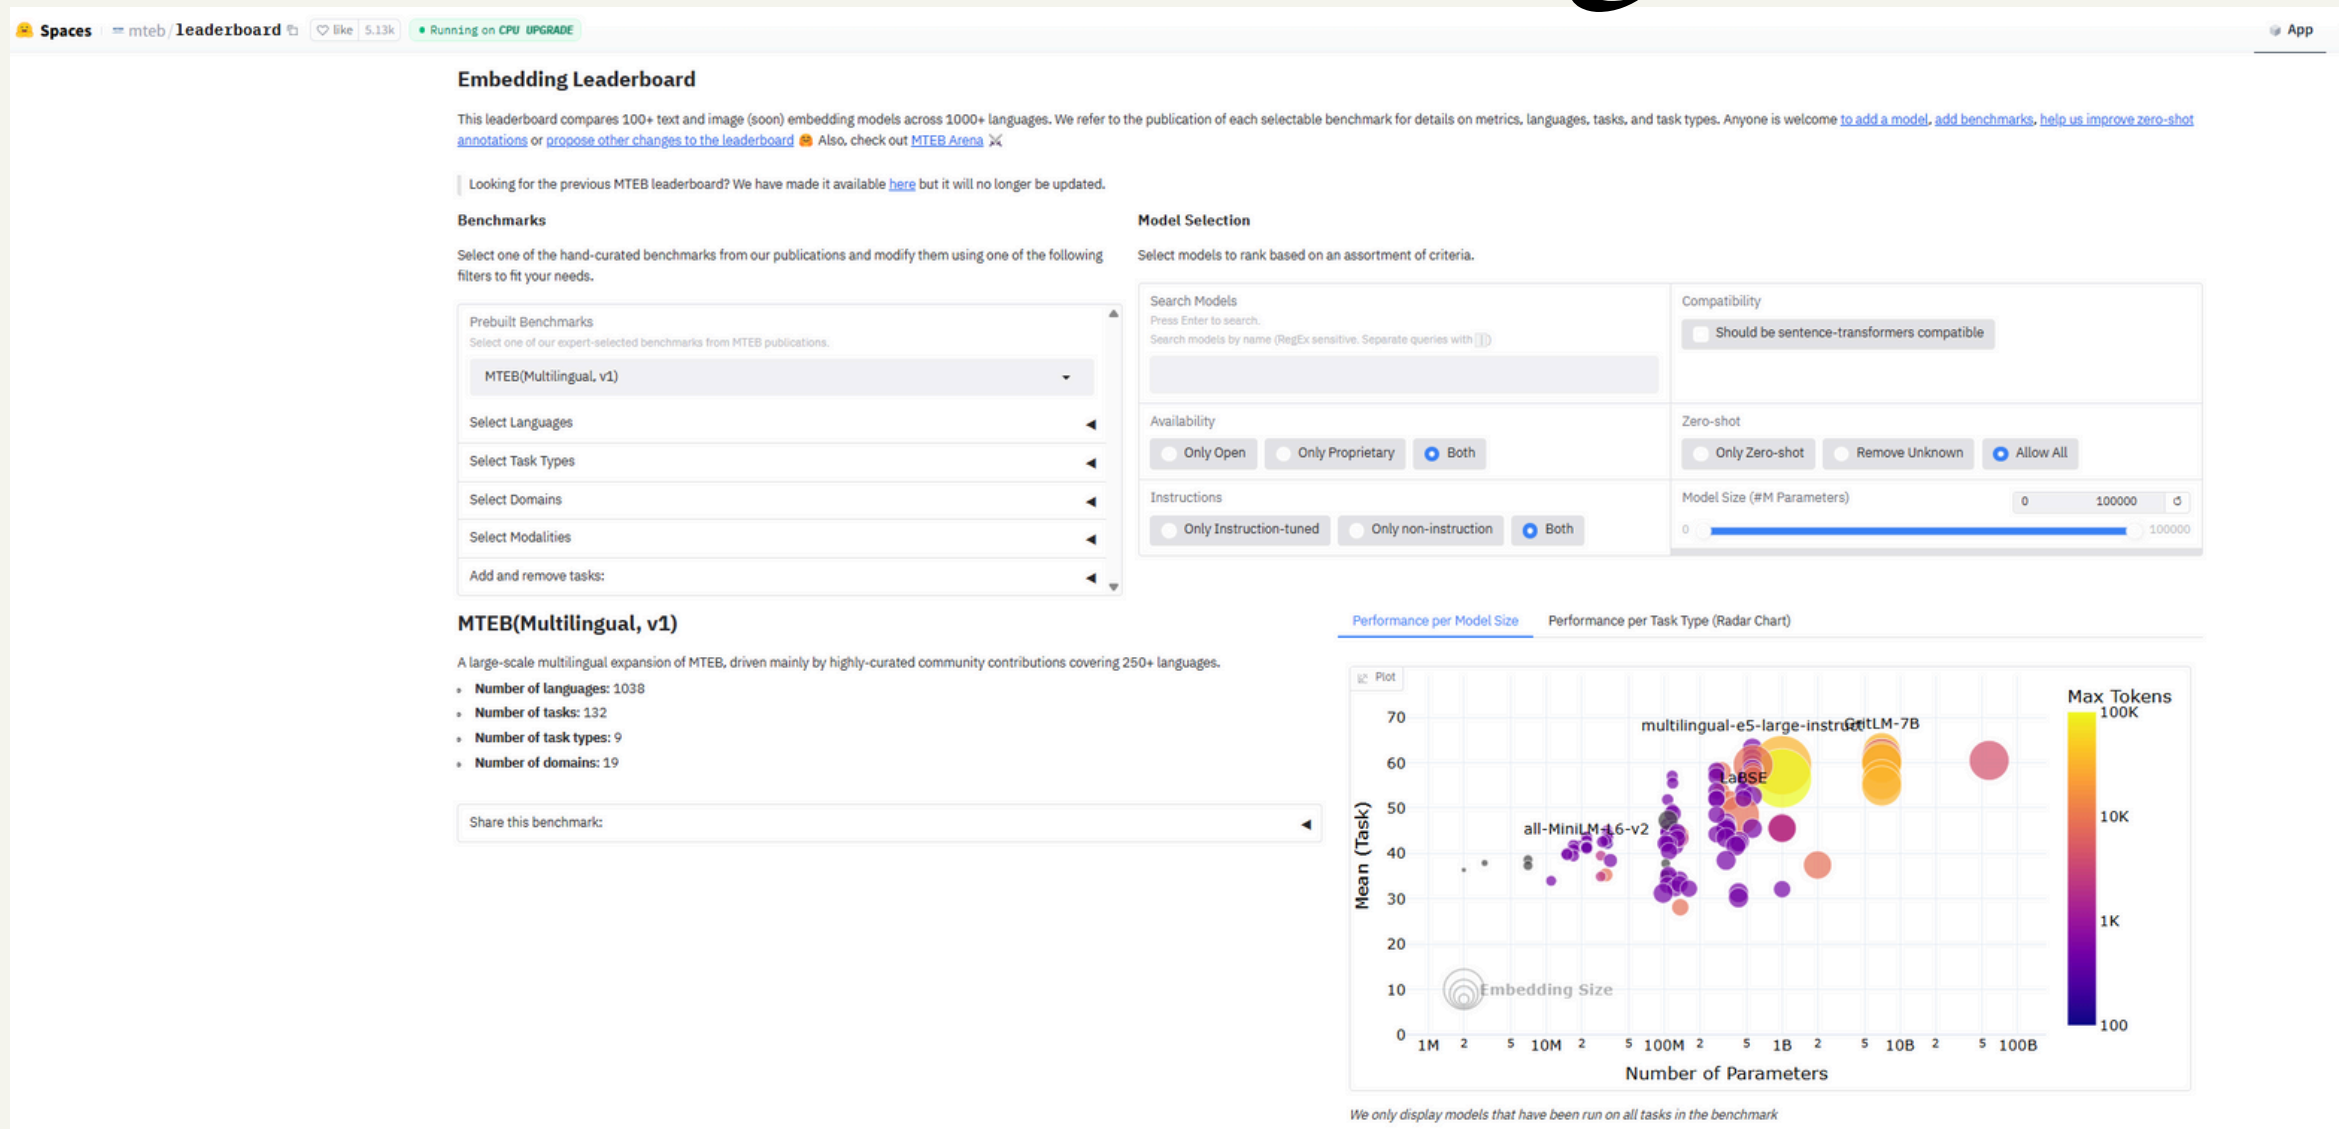 Spaces mteb/leaderboard like 5.13k Running on CPU UPGRADE App
Embedding Leaderboard
This leaderboard compares 100+ text and image (soon) embedding models across 1000+ languages. We refer to the publication of each selectable benchmark for details on metrics, languages, tasks, and task types. Anyone is welcome to add a model, add benchmarks, help us improve zero-shot
annotations or propose other changes to the leaderboard 🤗 Also, check out MTEB Arena ⚔
Looking for the previous MTEB leaderboard? We have made it available here but it will no longer be updated.
Benchmarks
Select one of the hand-curated benchmarks from our publications and modify them using one of the following
filters to fit your needs.
Prebuilt Benchmarks
Select one of our expert-selected benchmarks from MTEB publications.
MTEB(Multilingual, v1)
Select Languages
Select Task Types
Select Domains
Select Modalities
Add and remove tasks:
Model Selection
Select models to rank based on an assortment of criteria.
Search Models
Press Enter to search.
Search models by name (RegEx sensitive. Separate queries with |)
Compatibility
Should be sentence-transformers compatible
Availability
Only Open Only Proprietary Both
Zero-shot
Only Zero-shot Remove Unknown Allow All
Instructions
Only Instruction-tuned Only non-instruction Both
Model Size (#M Parameters) 0 100000
0 100000
MTEB(Multilingual, v1)
A large-scale multilingual expansion of MTEB, driven mainly by highly-curated community contributions covering 250+ languages.
Number of languages: 1038
Number of tasks: 132
Number of task types: 9
Number of domains: 19
Share this benchmark:
Performance per Model Size Performance per Task Type (Radar Chart)
Plot
Max Tokens
100K
10K
1K
100
multilingual-e5-large-instruct GritLM-7B
LaBSE
all-MiniLM-L6-v2
Embedding Size
Mean (Task)
70
60
50
40
30
20
10
0
1M 2 5 10M 2 5 100M 2 5 1B 2 5 10B 2 5 100B
Number of Parameters
We only display models that have been run on all tasks in the benchmark